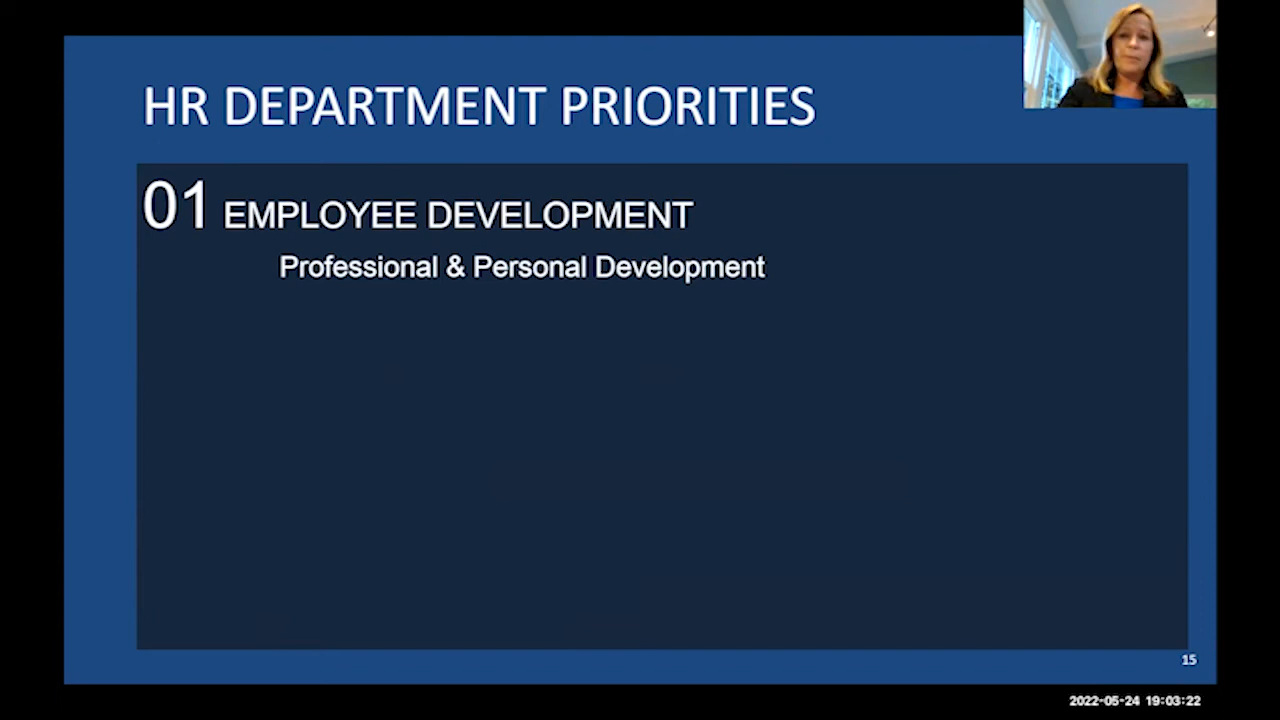 HR DEPARTMENT PRIORITIES
01 EMPLOYEE DEVELOPMENT
Professional & Personal Development
15
2022-05-24 19:03:22